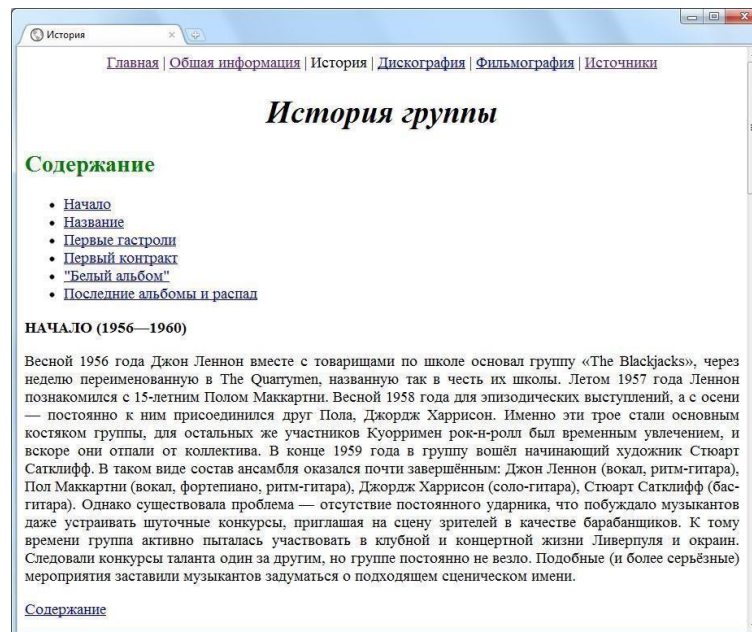 История
Главная | Обшая информация | История | Дискография | Фильмография | Источники
История группы
Содержание
• Начало
• Название
• Первые гастроли
• Первый контракт
• "Белый альбом"
• Последние альбомы и распад
НАЧАЛО (1956—1960)
Весной 1956 года Джон Леннон вместе с товарищами по школе основал группу «The Blackjacks», через
неделю переименованную в The Quarrymen, названную так в честь их школы. Летом 1957 года Леннон
познакомился с 15-летним Полом Маккартни. Весной 1958 года для эпизодических выступлений, а с осени
— постоянно к ним присоединился друг Пола, Джордж Харрисон. Именно эти трое стали основным
костяком группы, для остальных же участников Куорримен рок-н-ролл был временным увлечением, и
вскоре они отпали от коллектива. В конце 1959 года в группу вошёл начинающий художник Стюарт
Сатклифф. В таком виде состав ансамбля оказался почти завершённым: Джон Леннон (вокал, ритм-гитара),
Пол Маккартни (вокал, фортепиано, ритм-гитара), Джордж Харрисон (соло-гитара), Стюарт Сатклифф (бас-
гитара). Однако существовала проблема — отсутствие постоянного ударника, что побуждало музыкантов
даже устраивать шуточные конкурсы, приглашая на сцену зрителей в качестве барабанщиков. К тому
времени группа активно пыталась участвовать в клубной и концертной жизни Ливерпуля и окраин.
Следовали конкурсы таланта один за другим, но группе постоянно не везло. Подобные (и более серьёзные)
мероприятия заставили музыкантов задуматься о подходящем сценическом имени.
Содержание